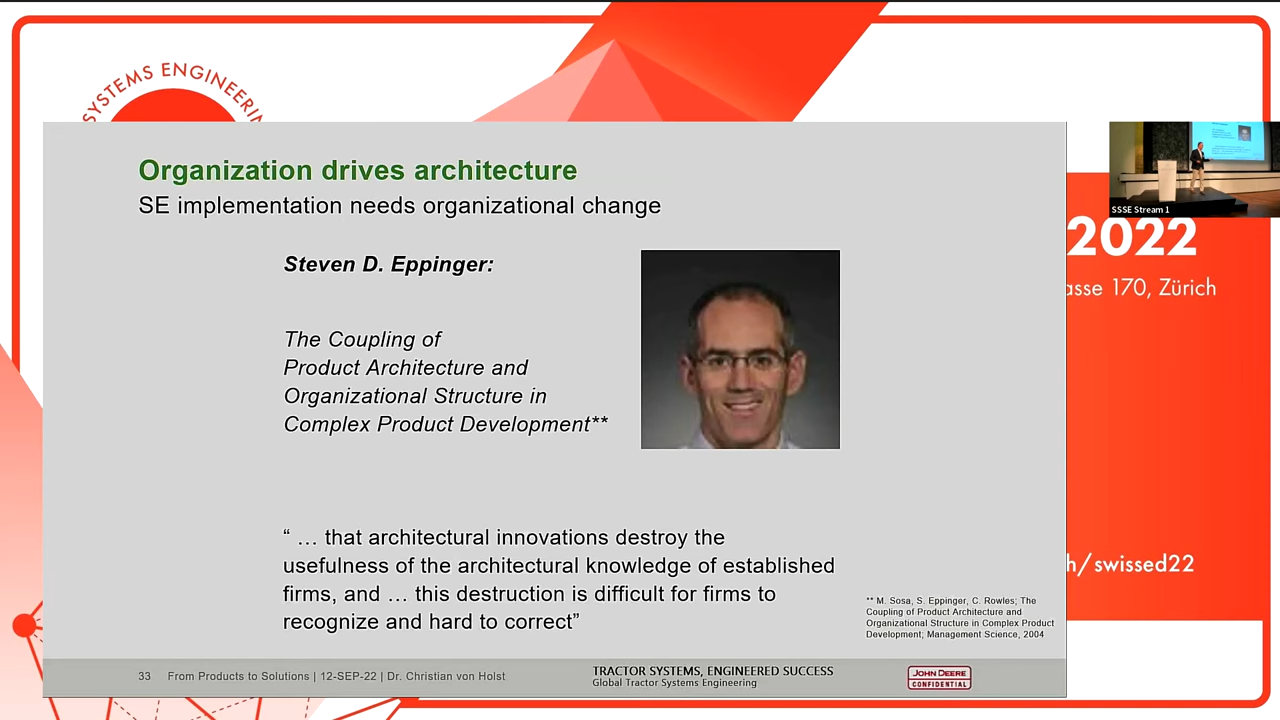 SYSTEMS ENGINEERIN
Organization drives architecture
SE implementation needs organizational change
Steven D. Eppinger:
The Coupling of
Product Architecture and
Organizational Structure in
Complex Product Development**
“ … that architectural innovations destroy the
usefulness of the architectural knowledge of established
firms, and … this destruction is difficult for firms to
recognize and hard to correct”
** M. Sosa, S. Eppinger, C. Rowles; The
Coupling of Product Architecture and
Organizational Structure in Complex Product
Development; Management Science, 2004
33 From Products to Solutions | 12-SEP-22 | Dr. Christian von Holst
TRACTOR SYSTEMS, ENGINEERED SUCCESS
Global Tractor Systems Engineering
JOHN DEERE
CONFIDENTIAL
SSSE Stream 1
2022
asse 170, Zürich
h/swissed22